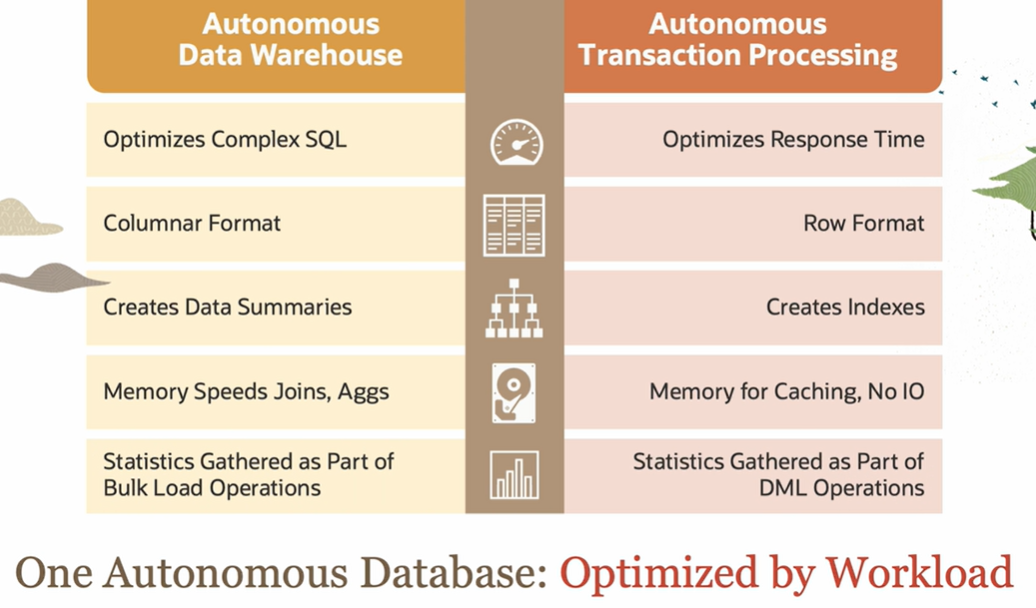 Autonomous
Data Warehouse
Autonomous
Transaction Processing
Optimizes Complex SQL
Optimizes Response Time
Columnar Format
Row Format
Creates Data Summaries
Creates Indexes
Memory Speeds Joins, Aggs
Memory for Caching, No IO
Statistics Gathered as Part of
Bulk Load Operations
Statistics Gathered as Part of
DML Operations
One Autonomous Database: Optimized by Workload